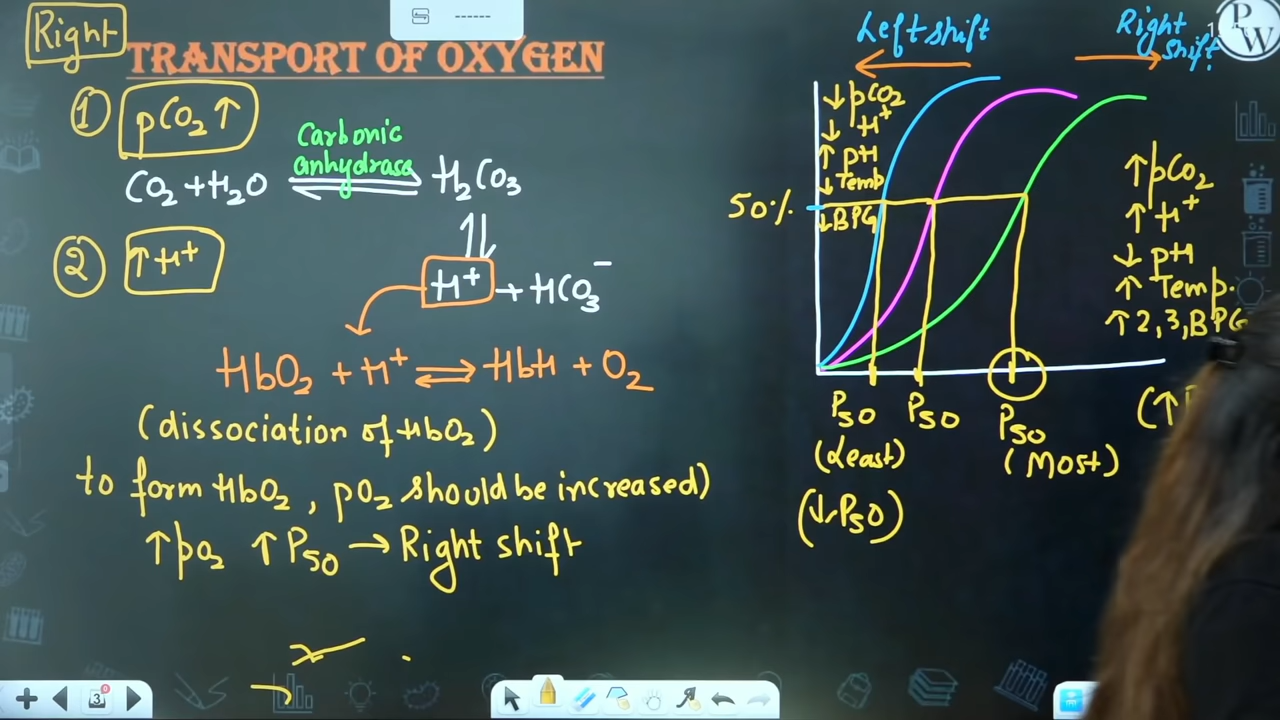 Right
TRANSPORT OF OXYGEN
1) pCO₂ ↑
CO₂ + H₂O ⇌ H₂CO₃
Carbonic
anhydrase
⇅
2) ↑H⁺
H⁺ + HCO₃⁻
HbO₂ + H⁺ ⇌ HbH + O₂
(dissociation of HbO₂)
to form HbO₂, pO₂ should be increased)
↑pO₂ ↑P50 → Right shift
Left shift
Right
shift
PW
↓pCO₂
↓ H⁺
↑ pH
↓ Temp
↓BPG
50%
↑pCO₂
↑ H⁺
↓ pH
↑ Temp.
↑2,3,BPG
P50
(Least)
(↓P50)
P50
P50
(Most)
3